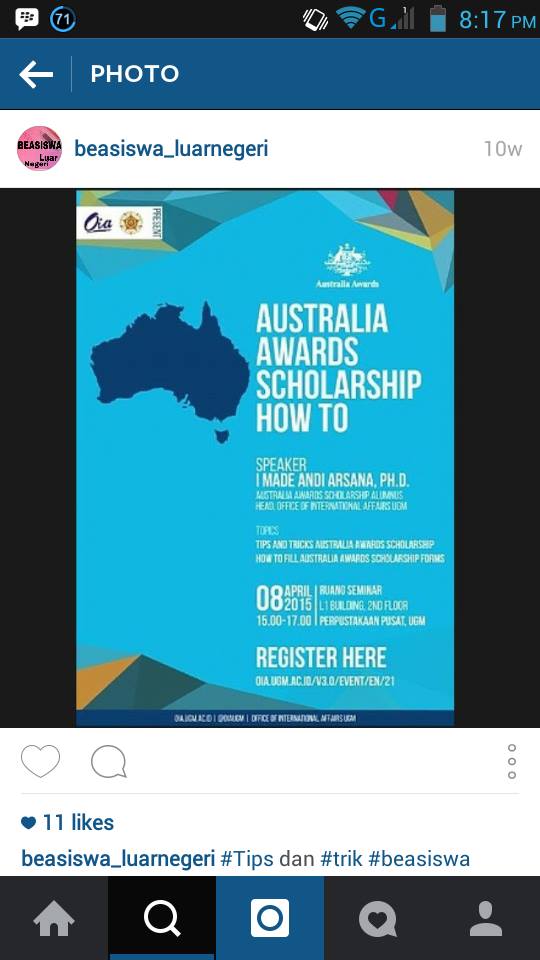 71
G
8:17 PM
PHOTO
BEASISWA
Luar
Negeri
beasiswa_luarnegeri
10w
Oia
PRESENT
Australia Awards
AUSTRALIA
AWARDS
SCHOLARSHIP
HOW TO
SPEAKER
I MADE ANDI ARSANA, PH.D.
AUSTRALIA AWARDS SCHOLARSHIP ALUMNUS
HEAD, OFFICE OF INTERNATIONAL AFFAIRS UGM
TOPICS
TIPS AND TRICKS AUSTRALIA AWARDS SCHOLARSHIP
HOW TO FILL AUSTRALIA AWARDS SCHOLARSHIP FORMS
08 APRIL 2015
15.00-17.00
RUANG SEMINAR
L1 BUILDING, 2ND FLOOR
PERPUSTAKAAN PUSAT, UGM
REGISTER HERE
OIA.UGM.AC.ID/V3.0/EVENT/EN/21
OIA.UGM.AC.ID | @OIAUGM | OFFICE OF INTERNATIONAL AFFAIRS UGM
11 likes
beasiswa_luarnegeri #Tips dan #trik #beasiswa